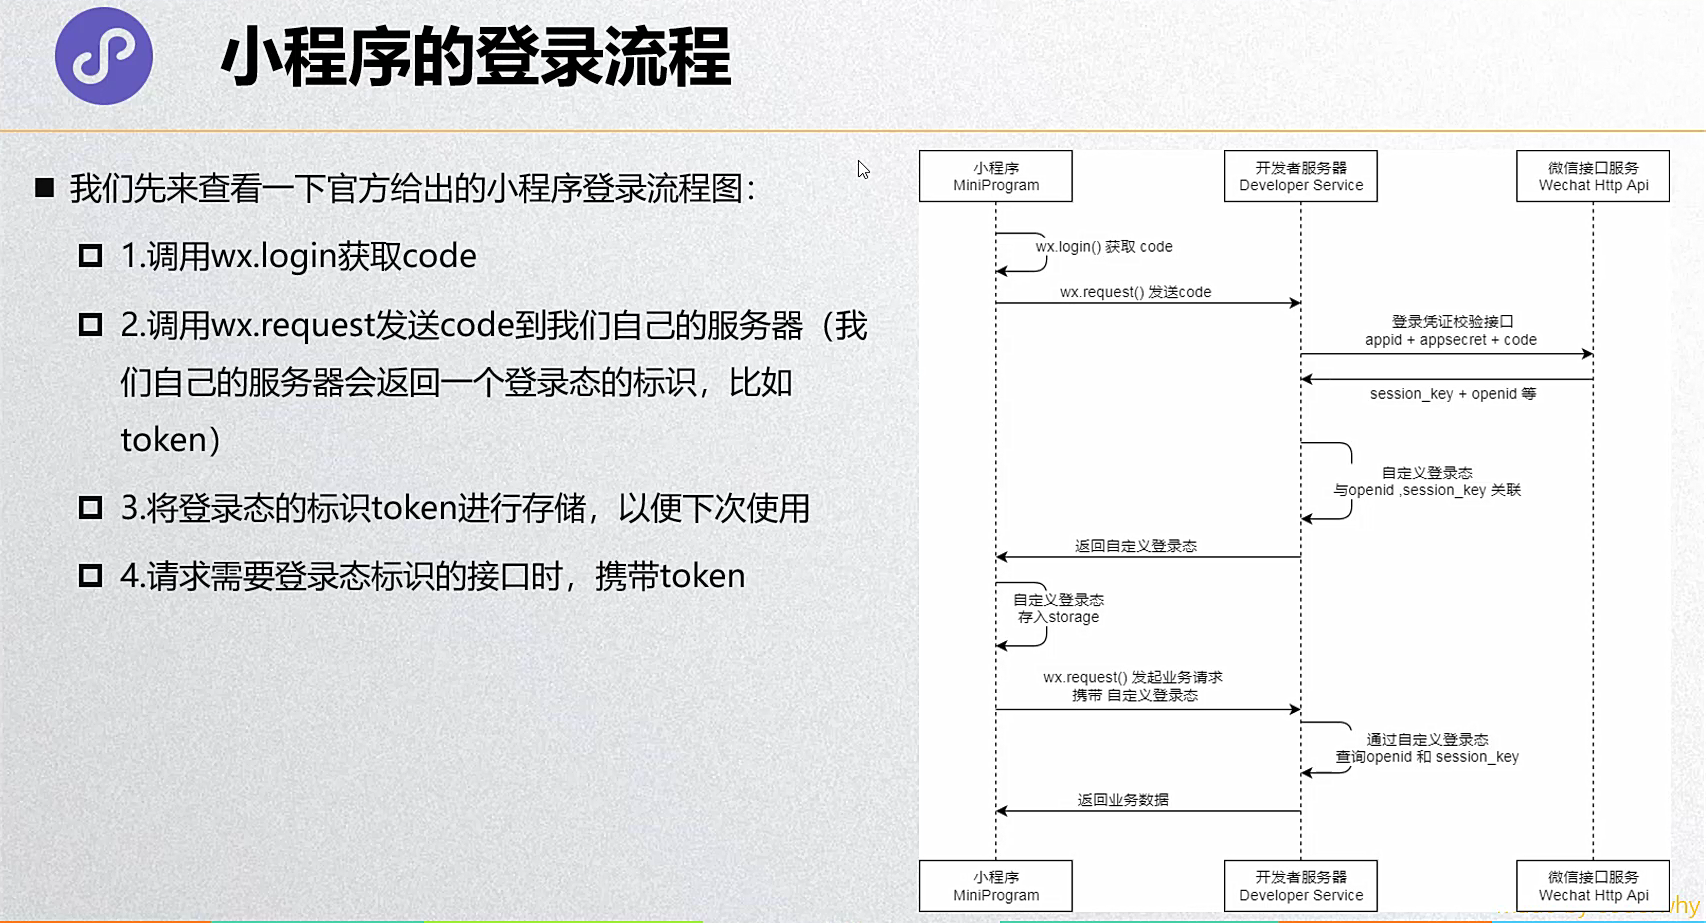 小程序的登录流程
■ 我们先来查看一下官方给出的小程序登录流程图：
1.调用wx.login获取code
2.调用wx.request发送code到我们自己的服务器（我
们自己的服务器会返回一个登录态的标识，比如
token）
3.将登录态的标识token进行存储，以便下次使用
4.请求需要登录态标识的接口时，携带token
小程序
MiniProgram
开发者服务器
Developer Service
微信接口服务
Wechat Http Api
wx.login() 获取 code
wx.request() 发送code
登录凭证校验接口
appid + appsecret + code
session_key + openid 等
自定义登录态
与openid ,session_key 关联
返回自定义登录态
自定义登录态
存入storage
wx.request() 发起业务请求
携带 自定义登录态
通过自定义登录态
查询openid 和 session_key
返回业务数据
小程序
MiniProgram
开发者服务器
Developer Service
微信接口服务
Wechat Http Api